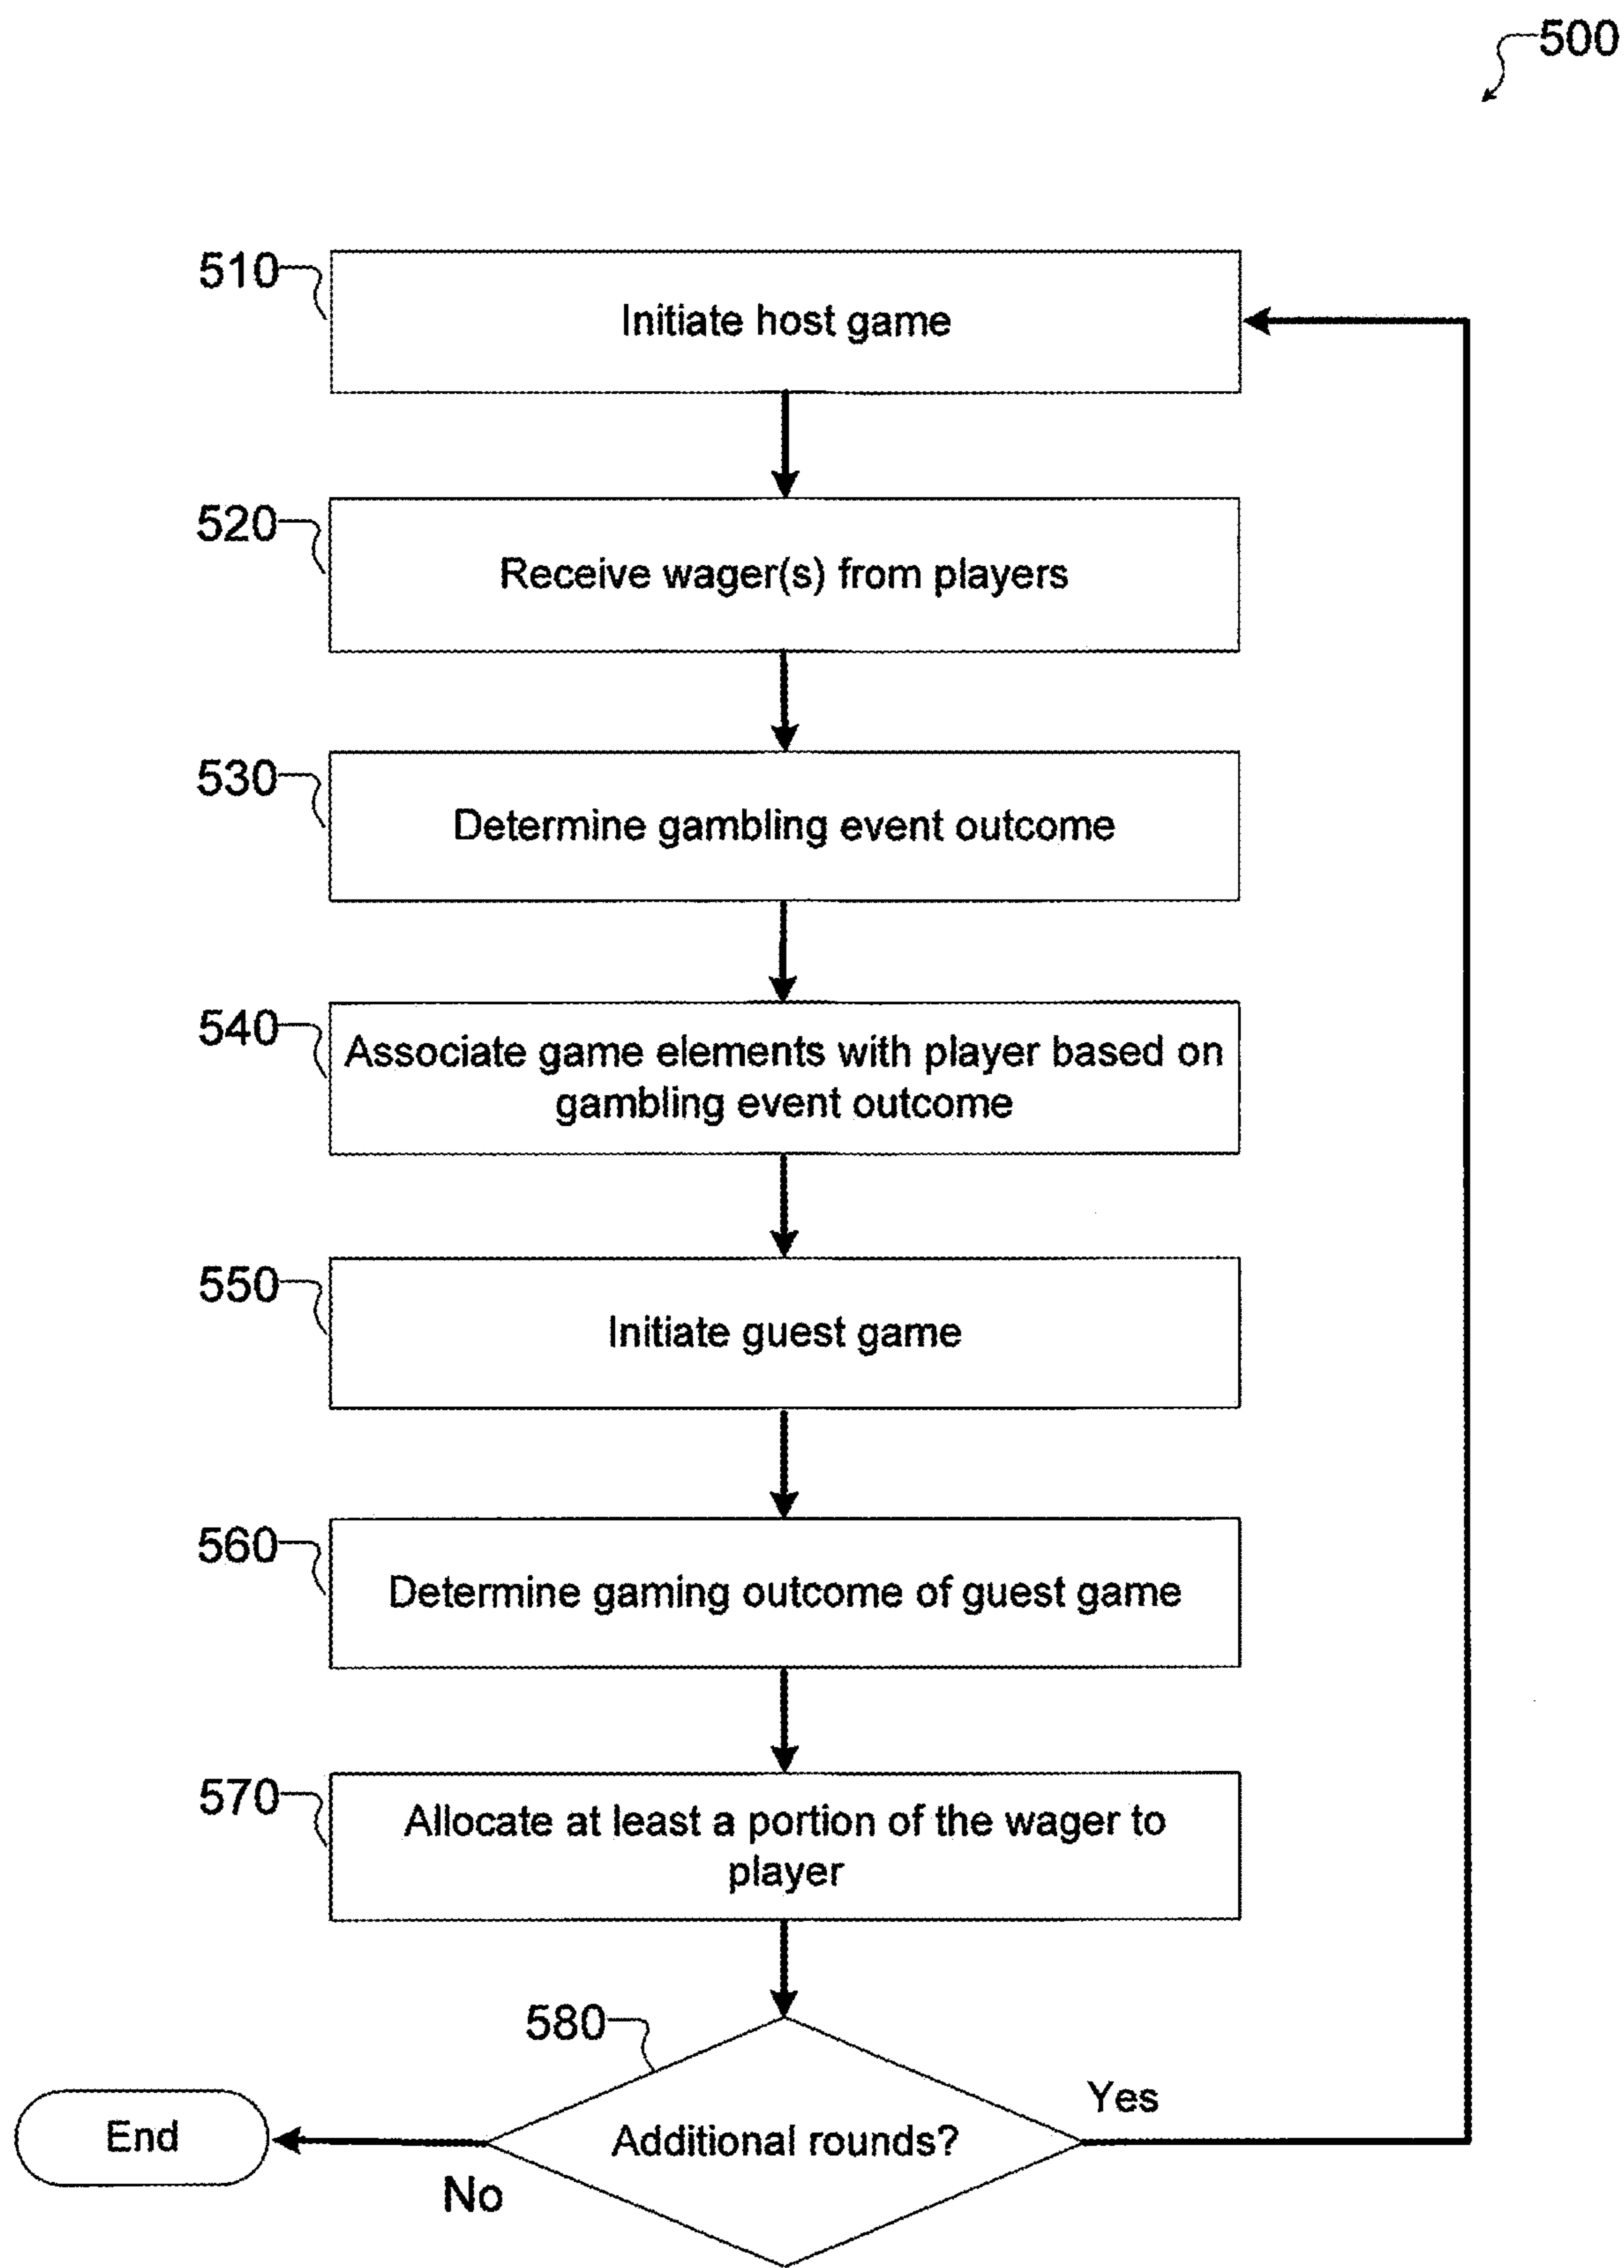 500
510
Initiate host game
520
Receive wager(s) from players
530
Determine gambling event outcome
540
Associate game elements with player based on
gambling event outcome
550
Initiate guest game
560
Determine gaming outcome of guest game
570
Allocate at least a portion of the wager to
player
580
Additional rounds?
Yes
End
No